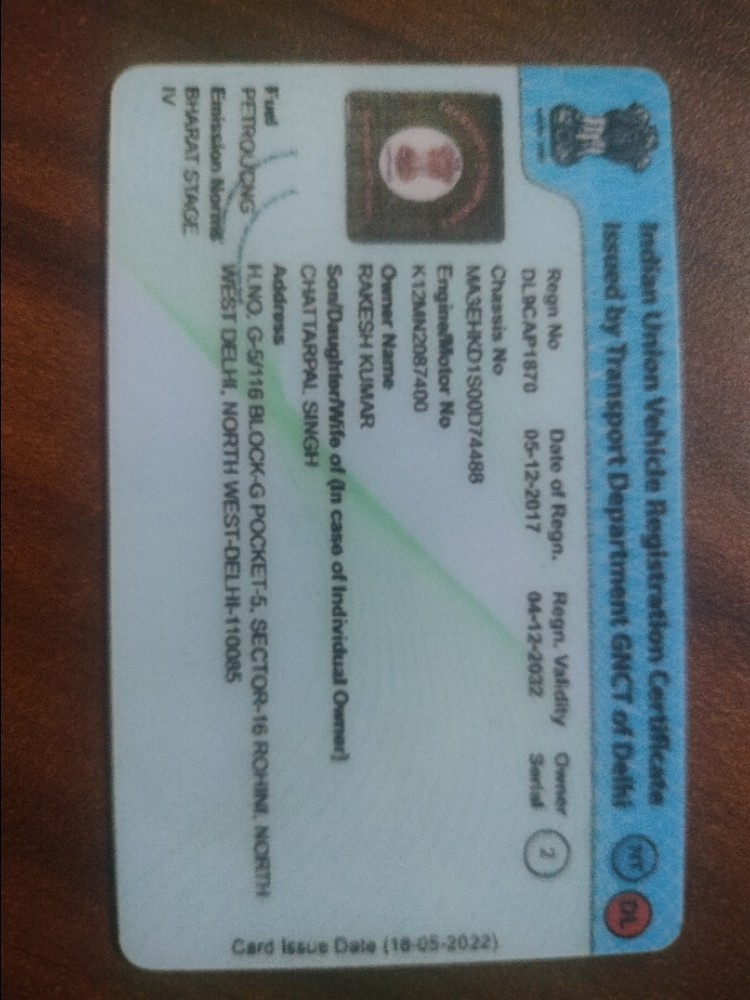 Indian Union Vehicle Registration Certificate
Issued by Transport Department GNCT of Delhi
NT DL
Regn No Date of Regn. Regn. Validity Owner Serial
DL9CAP1870 05-12-2017 04-12-2032 2
Chassis No
MA3EHKD1S00D74488
Engine/Motor No
K12MN2087400
Owner Name
RAKESH KUMAR
Son/Daughter/Wife of (In case of Individual Owner)
CHATTARPAL SINGH
Address
H.NO. G-5/116 BLOCK-G POCKET-5, SECTOR-16 ROHINI, NORTH
WEST DELHI, NORTH WEST-DELHI-110085
Fuel
PETROL/CNG
Emission Norms
BHARAT STAGE
IV
Card Issue Date (18-05-2022)